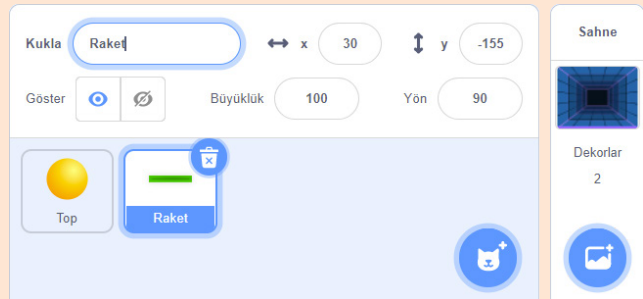 Kukla Raket x 30 y -155
Göster Büyüklük 100 Yön 90
Top Raket
Sahne
Dekorlar
2